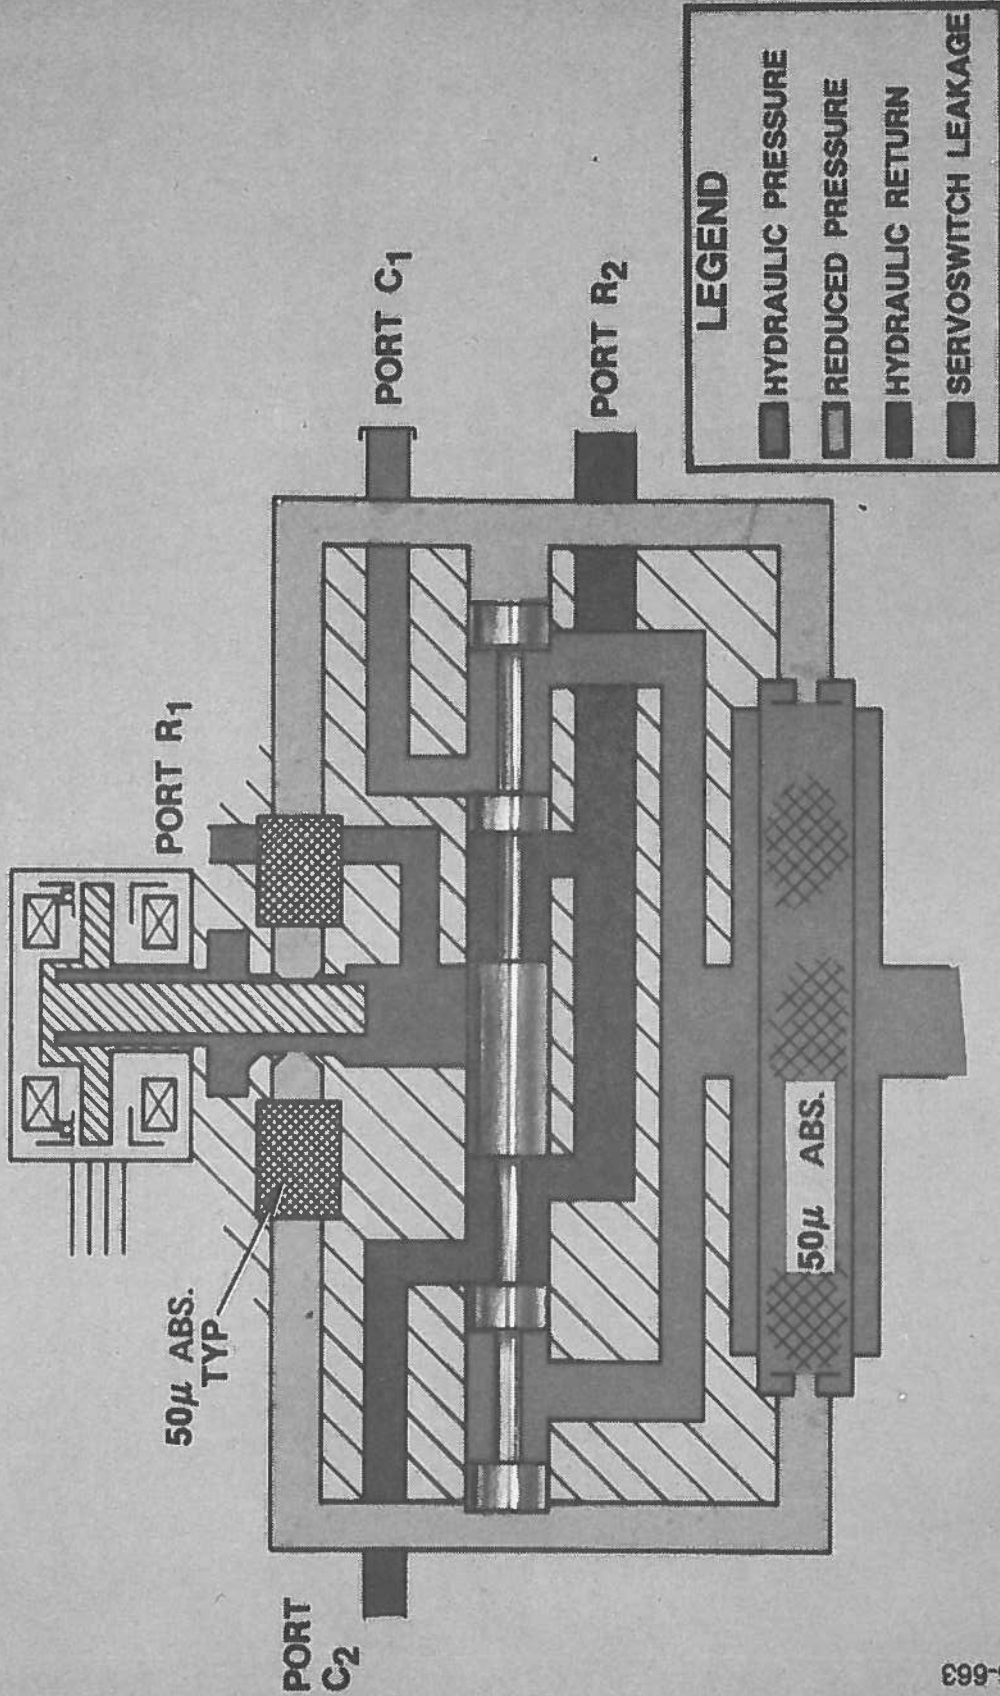 PORT R1
50μ ABS.
TYP
PORT
C2
PORT C1
PORT R2
50μ ABS.
LEGEND
HYDRAULIC PRESSURE
REDUCED PRESSURE
HYDRAULIC RETURN
SERVOSWITCH LEAKAGE
-663